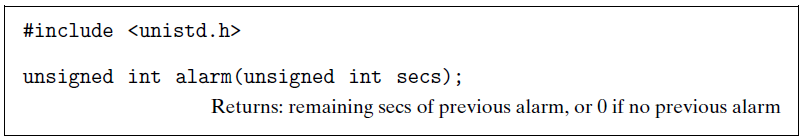 #include <unistd.h>
unsigned int alarm(unsigned int secs);
Returns: remaining secs of previous alarm, or 0 if no previous alarm